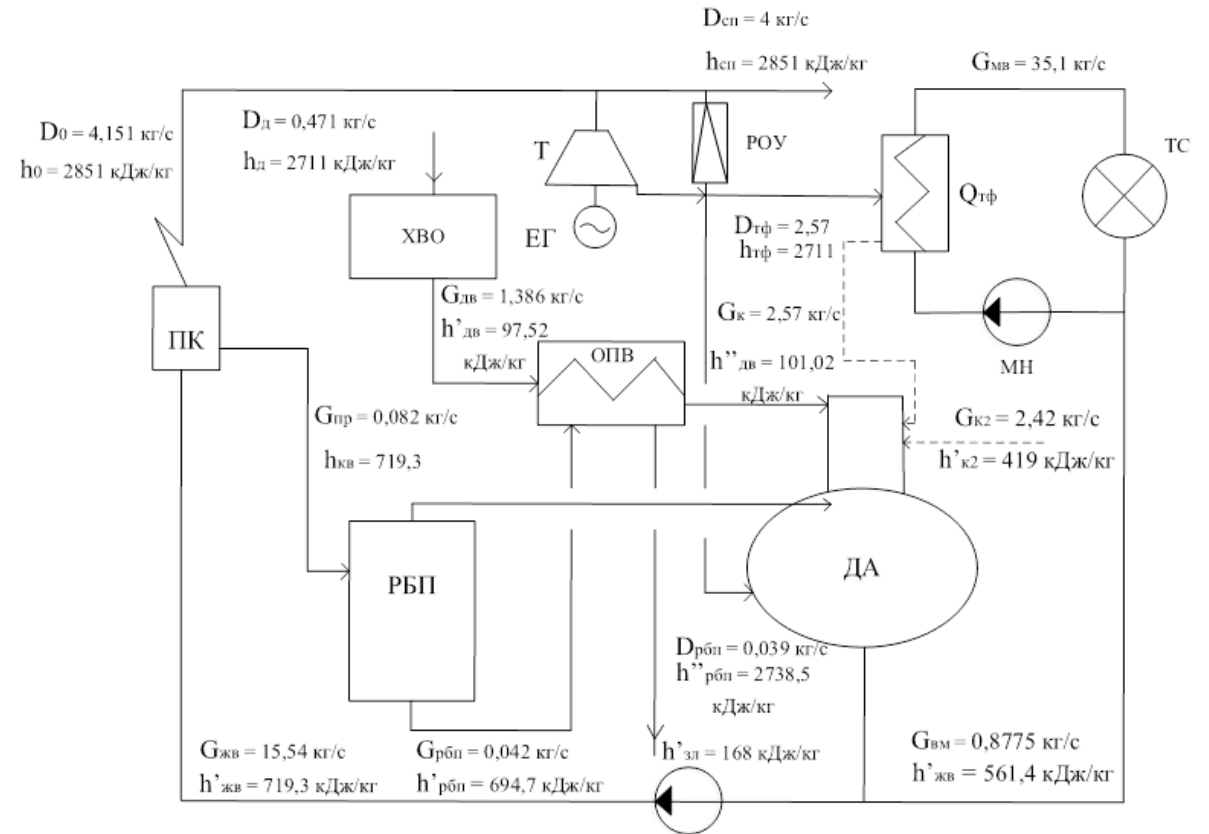 Dсп = 4 кг/с
hсп = 2851 кДж/кг
Gмв = 35,1 кг/с
D0 = 4,151 кг/с
h0 = 2851 кДж/кг
Dд = 0,471 кг/с
hд = 2711 кДж/кг
Т
РОУ
ТС
ХВО
ЕГ
Qтф
Dтф = 2,57
hтф = 2711
Gдв = 1,386 кг/с
h’дв = 97,52
кДж/кг
ПК
ОПВ
Gк = 2,57 кг/с
h’’дв = 101,02
кДж/кг
МН
Gпр = 0,082 кг/с
hкв = 719,3
Gк2 = 2,42 кг/с
h’к2 = 419 кДж/кг
РБП
ДА
Dрбп = 0,039 кг/с
h’’рбп = 2738,5
кДж/кг
Gжв = 15,54 кг/с
h’жв = 719,3 кДж/кг
Gрбп = 0,042 кг/с
h’рбп = 694,7 кДж/кг
h’зл = 168 кДж/кг
Gвм = 0,8775 кг/с
h’жв = 561,4 кДж/кг